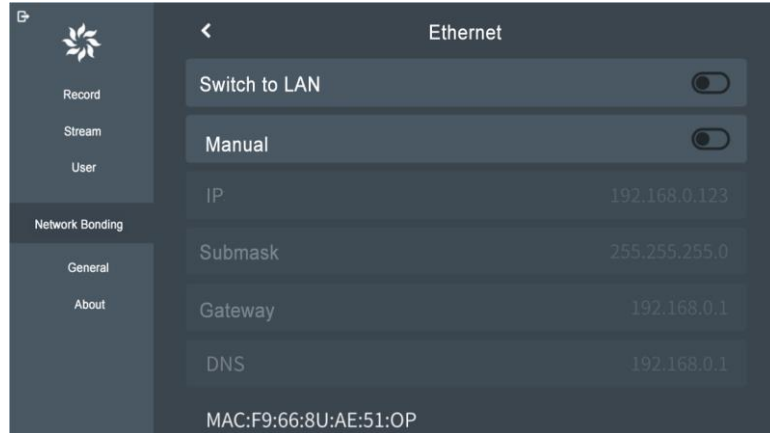 Ethernet
Record
Stream
User
Network Bonding
General
About
Switch to LAN
Manual
IP 192.168.0.123
Submask 255.255.255.0
Gateway 192.168.0.1
DNS 192.168.0.1
MAC:F9:66:8U:AE:51:OP